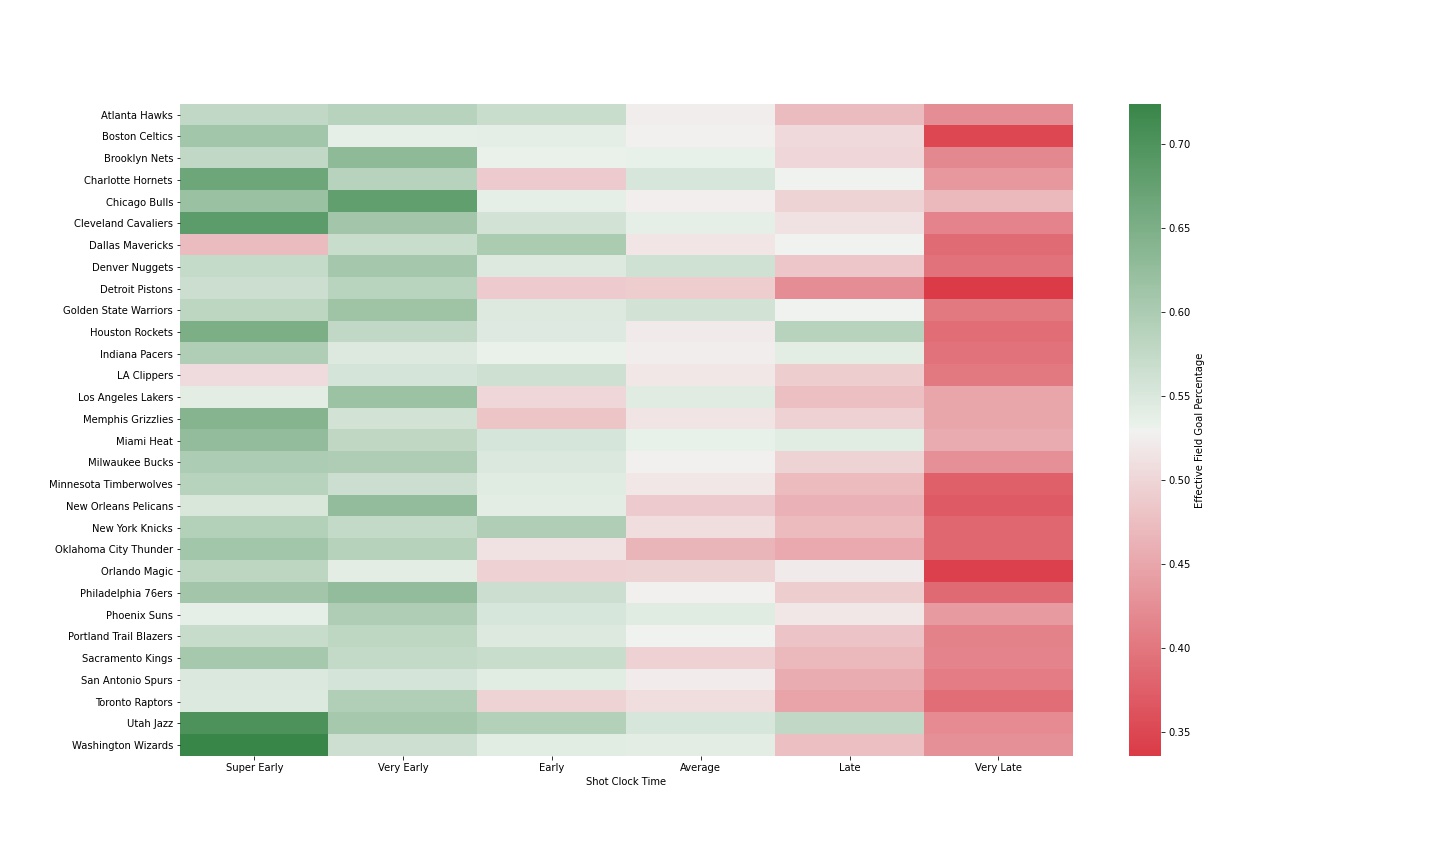 Atlanta Hawks
Boston Celtics
Brooklyn Nets
Charlotte Hornets
Chicago Bulls
Cleveland Cavaliers
Dallas Mavericks
Denver Nuggets
Detroit Pistons
Golden State Warriors
Houston Rockets
Indiana Pacers
LA Clippers
Los Angeles Lakers
Memphis Grizzlies
Miami Heat
Milwaukee Bucks
Minnesota Timberwolves
New Orleans Pelicans
New York Knicks
Oklahoma City Thunder
Orlando Magic
Philadelphia 76ers
Phoenix Suns
Portland Trail Blazers
Sacramento Kings
San Antonio Spurs
Toronto Raptors
Utah Jazz
Washington Wizards
Super Early
Very Early
Early
Average
Late
Very Late
Shot Clock Time
0.70
0.65
0.60
0.55
0.50
0.45
0.40
0.35
Effective Field Goal Percentage